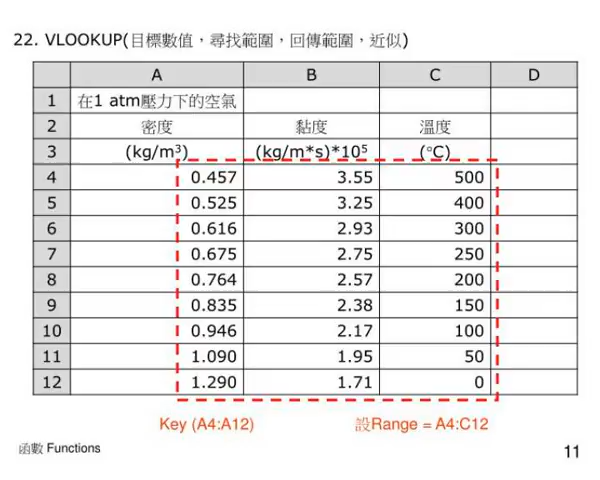 22. VLOOKUP(目標數值，尋找範圍，回傳範圍，近似)
A B C D
1 在1 atm壓力下的空氣
2 密度 黏度 溫度
3 (kg/m³) (kg/m*s)*10⁵ (°C)
4 0.457 3.55 500
5 0.525 3.25 400
6 0.616 2.93 300
7 0.675 2.75 250
8 0.764 2.57 200
9 0.835 2.38 150
10 0.946 2.17 100
11 1.090 1.95 50
12 1.290 1.71 0
Key (A4:A12) 設Range = A4:C12
函數 Functions 11